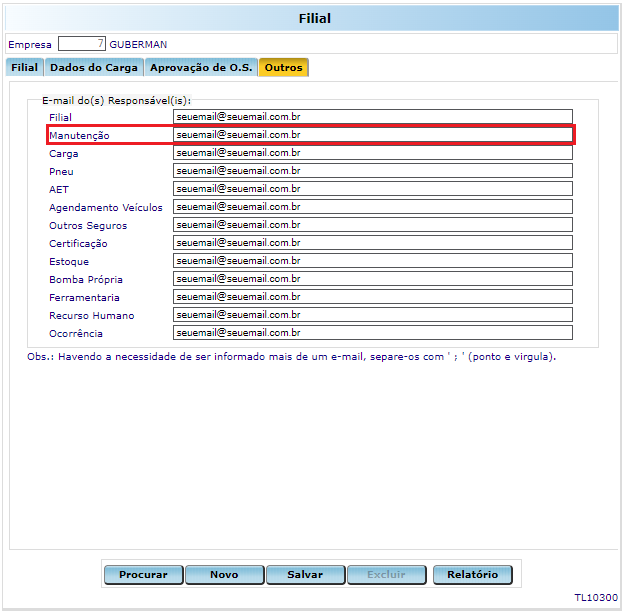 Filial
Empresa 7 GUBERMAN
Filial Dados do Carga Aprovação de O.S. Outros
E-mail do(s) Responsável(is):
Filial seuemail@seuemail.com.br
Manutenção seuemail@seuemail.com.br
Carga seuemail@seuemail.com.br
Pneu seuemail@seuemail.com.br
AET seuemail@seuemail.com.br
Agendamento Veículos seuemail@seuemail.com.br
Outros Seguros seuemail@seuemail.com.br
Certificação seuemail@seuemail.com.br
Estoque seuemail@seuemail.com.br
Bomba Própria seuemail@seuemail.com.br
Ferramentaria seuemail@seuemail.com.br
Recurso Humano seuemail@seuemail.com.br
Ocorrência seuemail@seuemail.com.br
Obs.: Havendo a necessidade de ser informado mais de um e-mail, separe-os com ' ; ' (ponto e virgula).
Procurar Novo Salvar Excluir Relatório
TL10300